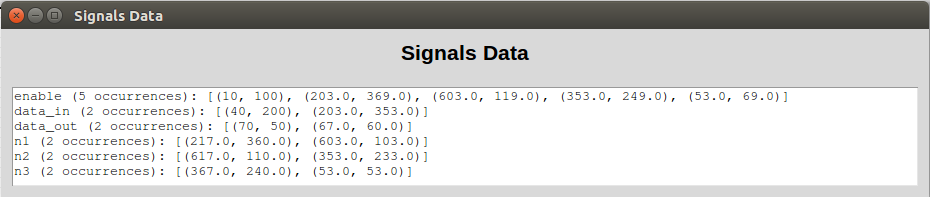 Signals Data
Signals Data
enable (5 occurrences): [(10, 100), (203.0, 369.0), (603.0, 119.0), (353.0, 249.0), (53.0, 69.0)]
data_in (2 occurrences): [(40, 200), (203.0, 353.0)]
data_out (2 occurrences): [(70, 50), (67.0, 60.0)]
n1 (2 occurrences): [(217.0, 360.0), (603.0, 103.0)]
n2 (2 occurrences): [(617.0, 110.0), (353.0, 233.0)]
n3 (2 occurrences): [(367.0, 240.0), (53.0, 53.0)]